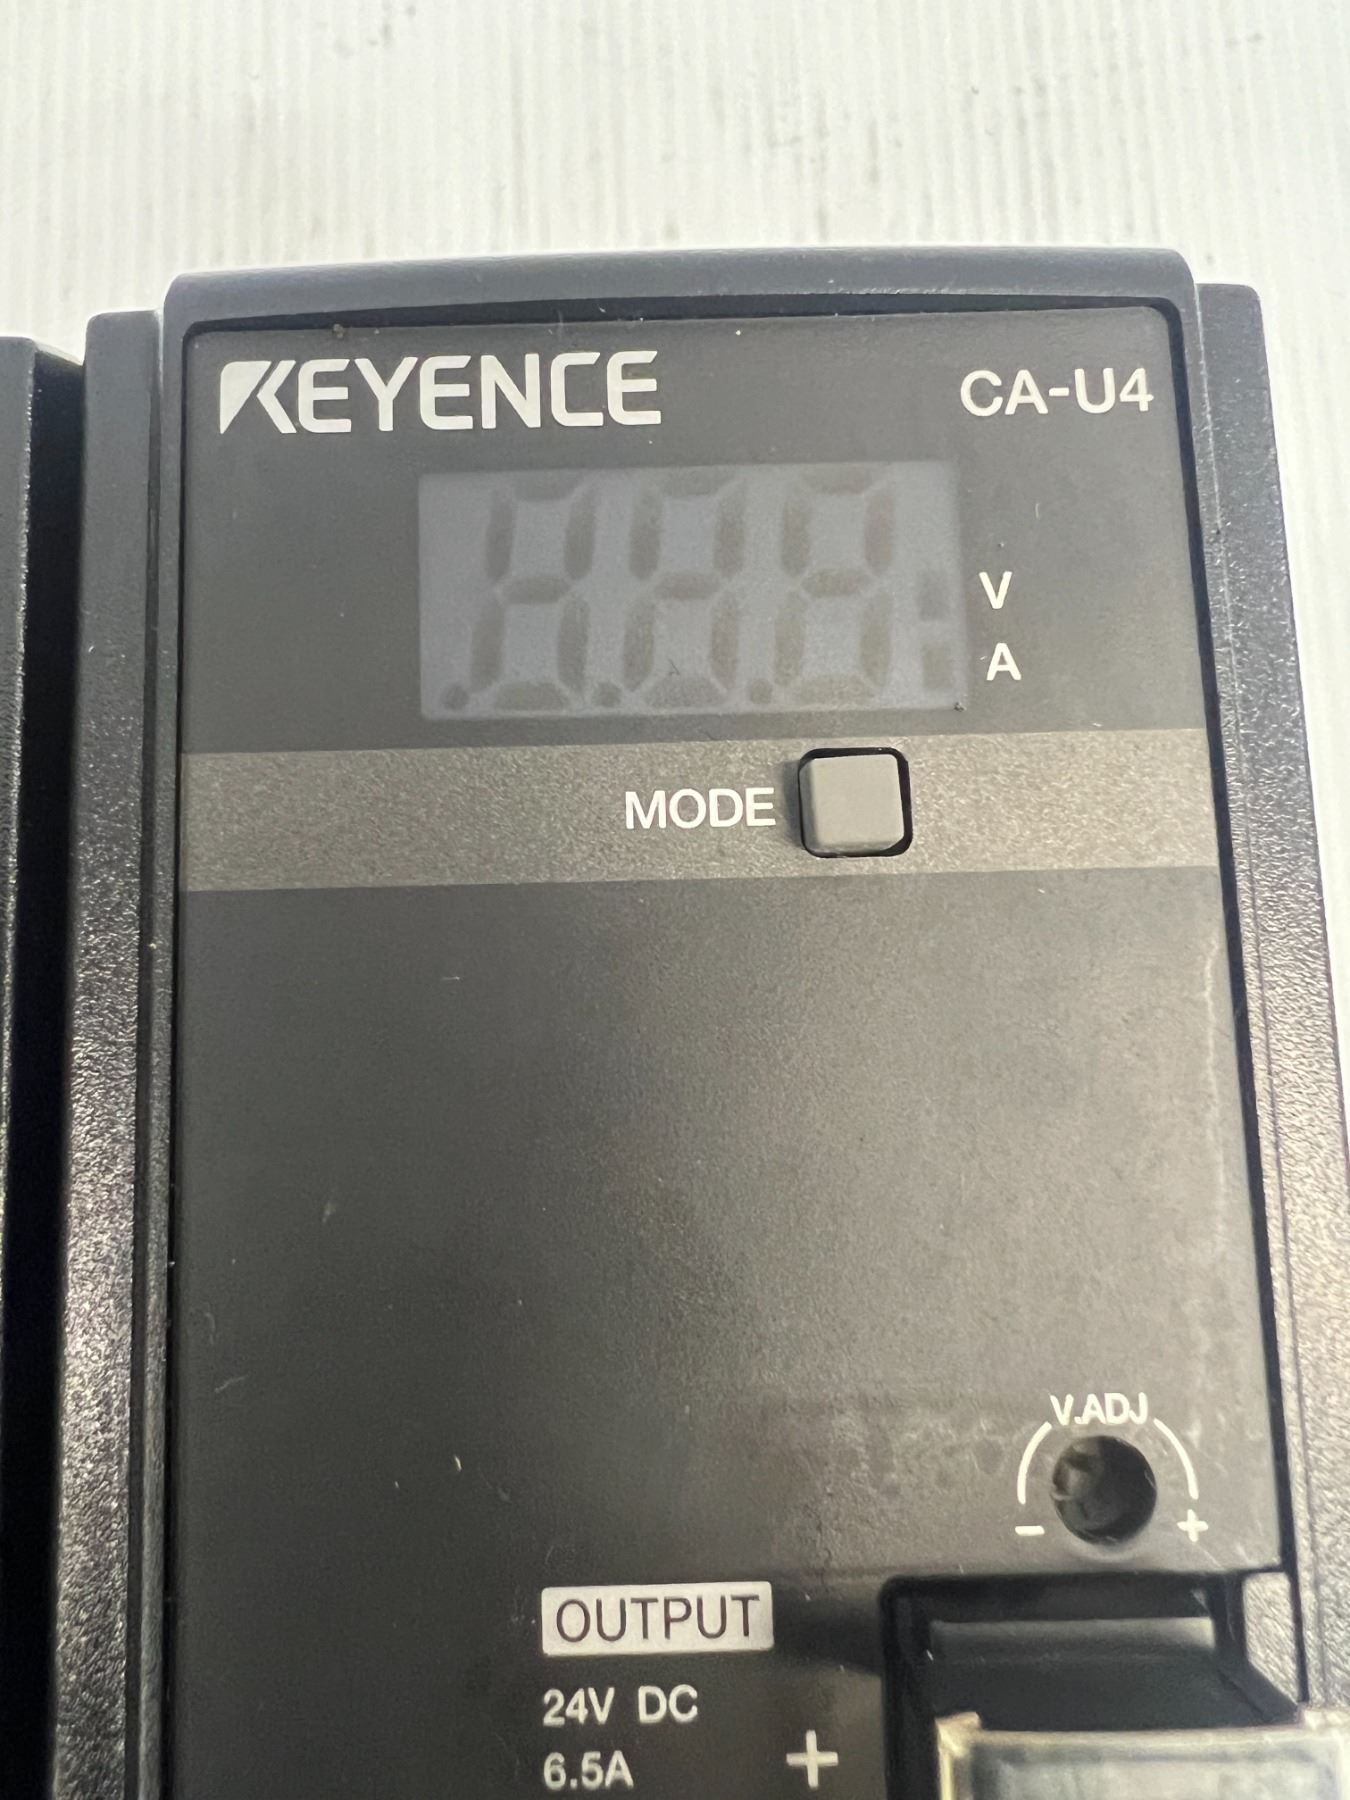 KEYENCE CA-U4
V
A
MODE
V.ADJ
- +
OUTPUT
24V DC
6.5A +